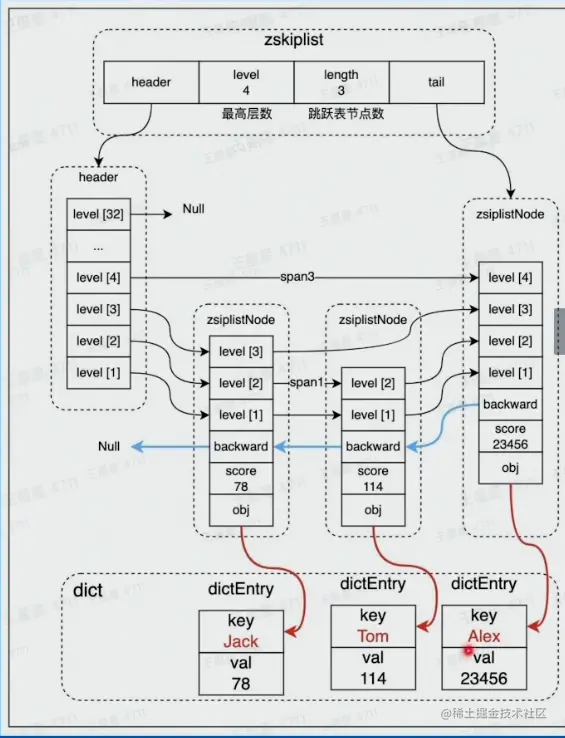 zskiplist
header
level
4
length
3
tail
最高层数
跳跃表节点数
header
level [32]
Null
...
level [4]
level [3]
level [2]
level [1]
span3
zsiplistNode
level [3]
level [2]
level [1]
backward
score
78
obj
span1
zsiplistNode
level [2]
level [1]
backward
score
114
obj
zsiplistNode
level [4]
level [3]
level [2]
level [1]
backward
score
23456
obj
Null
dict
dictEntry
key
Jack
val
78
dictEntry
key
Tom
val
114
dictEntry
key
Alex
val
23456
@稀土掘金技术社区